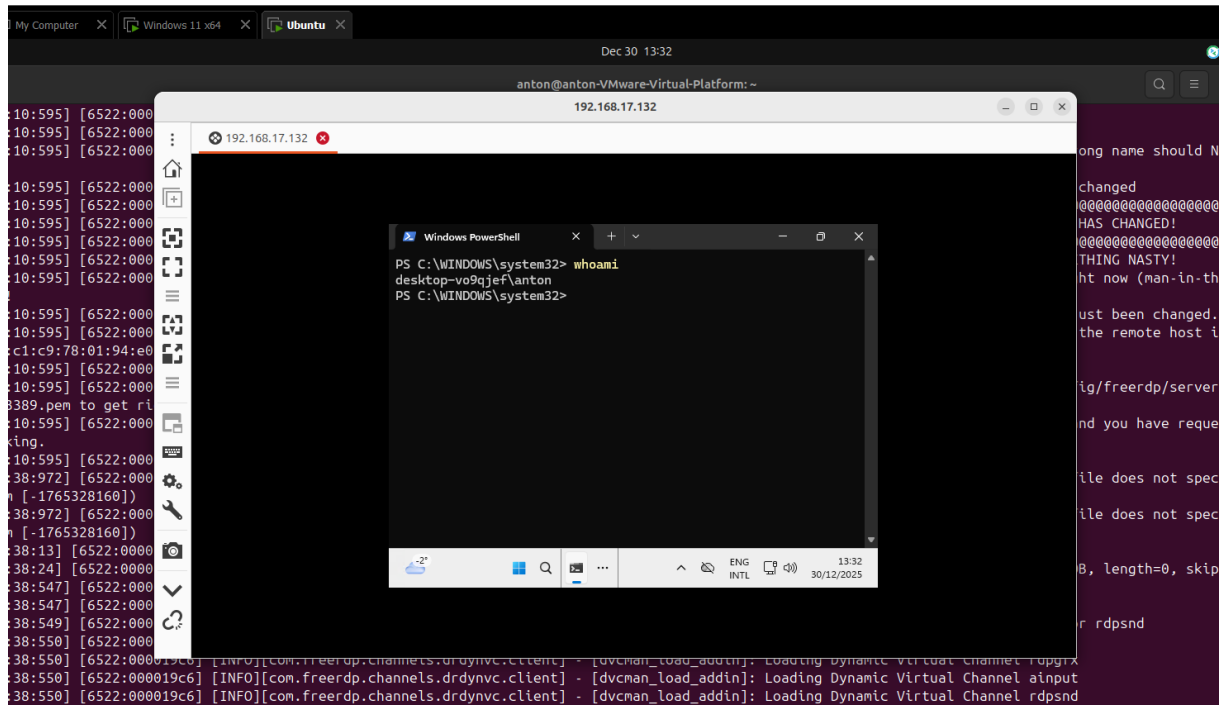 My Computer
Windows 11 x64
Ubuntu
Dec 30 13:32
anton@anton-VMware-Virtual-Platform: ~
192.168.17.132
:10:595] [6522:000
:10:595] [6522:000
192.168.17.132
:10:595] [6522:000
ong name should N
:10:595] [6522:000
changed
:10:595] [6522:000
:10:595] [6522:000
HAS CHANGED!
:10:595] [6522:000
:10:595] [6522:000
THING NASTY!
:10:595] [6522:000
ht now (man-in-th
:10:595] [6522:000
ust been changed.
:10:595] [6522:000
the remote host i
:c1:c9:78:01:94:e0
:10:595] [6522:000
:10:595] [6522:000
ig/freerdp/server
3389.pem to get ri
:10:595] [6522:000
nd you have reque
king.
:10:595] [6522:000
:38:972] [6522:000
ile does not spec
[-1765328160])
:38:972] [6522:000
ile does not spec
[-1765328160])
:38:13] [6522:0000
:38:24] [6522:0000
B, length=0, skip
:38:547] [6522:000
:38:547] [6522:000
:38:549] [6522:000
r rdpsnd
:38:550] [6522:000
Windows PowerShell
PS C:\WINDOWS\system32> whoami
desktop-vo9qjef\anton
PS C:\WINDOWS\system32>
-2°
ENG
INTL
13:32
30/12/2025
:38:550] [6522:000019c6] [INFO][com.freerdp.channels.drdynvc.client] - [dvcman_load_addin]: Loading Dynamic Virtual Channel rdpgfx
:38:550] [6522:000019c6] [INFO][com.freerdp.channels.drdynvc.client] - [dvcman_load_addin]: Loading Dynamic Virtual Channel ainput
:38:550] [6522:000019c6] [INFO][com.freerdp.channels.drdynvc.client] - [dvcman_load_addin]: Loading Dynamic Virtual Channel rdpsnd